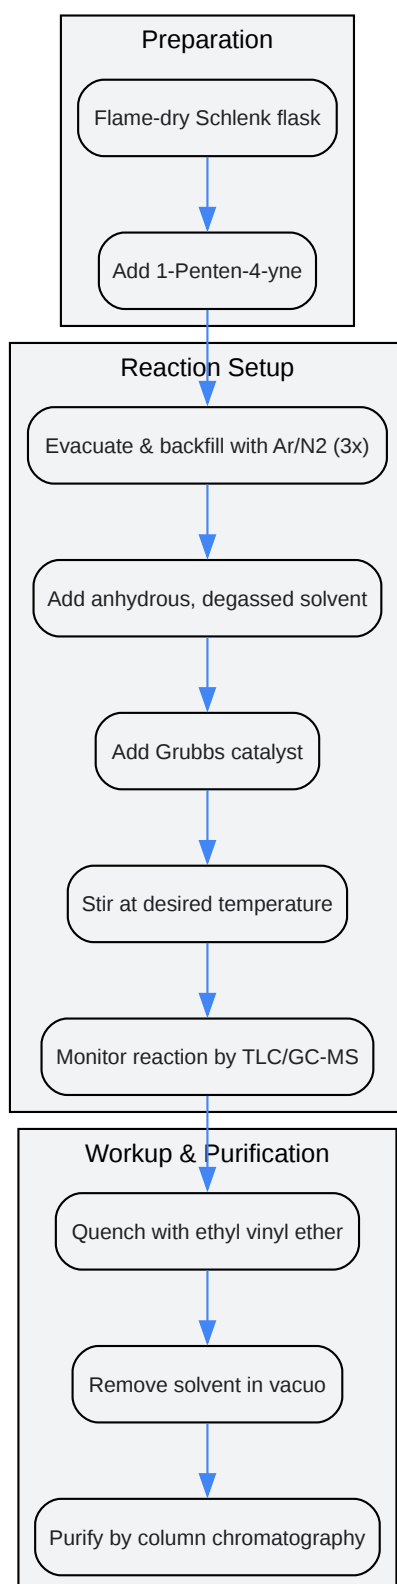 Preparation
Flame-dry Schlenk flask
Add 1-Penten-4-yne
Reaction Setup
Evacuate & backfill with Ar/N2 (3x)
Add anhydrous, degassed solvent
Add Grubbs catalyst
Stir at desired temperature
Monitor reaction by TLC/GC-MS
Workup & Purification
Quench with ethyl vinyl ether
Remove solvent in vacuo
Purify by column chromatography